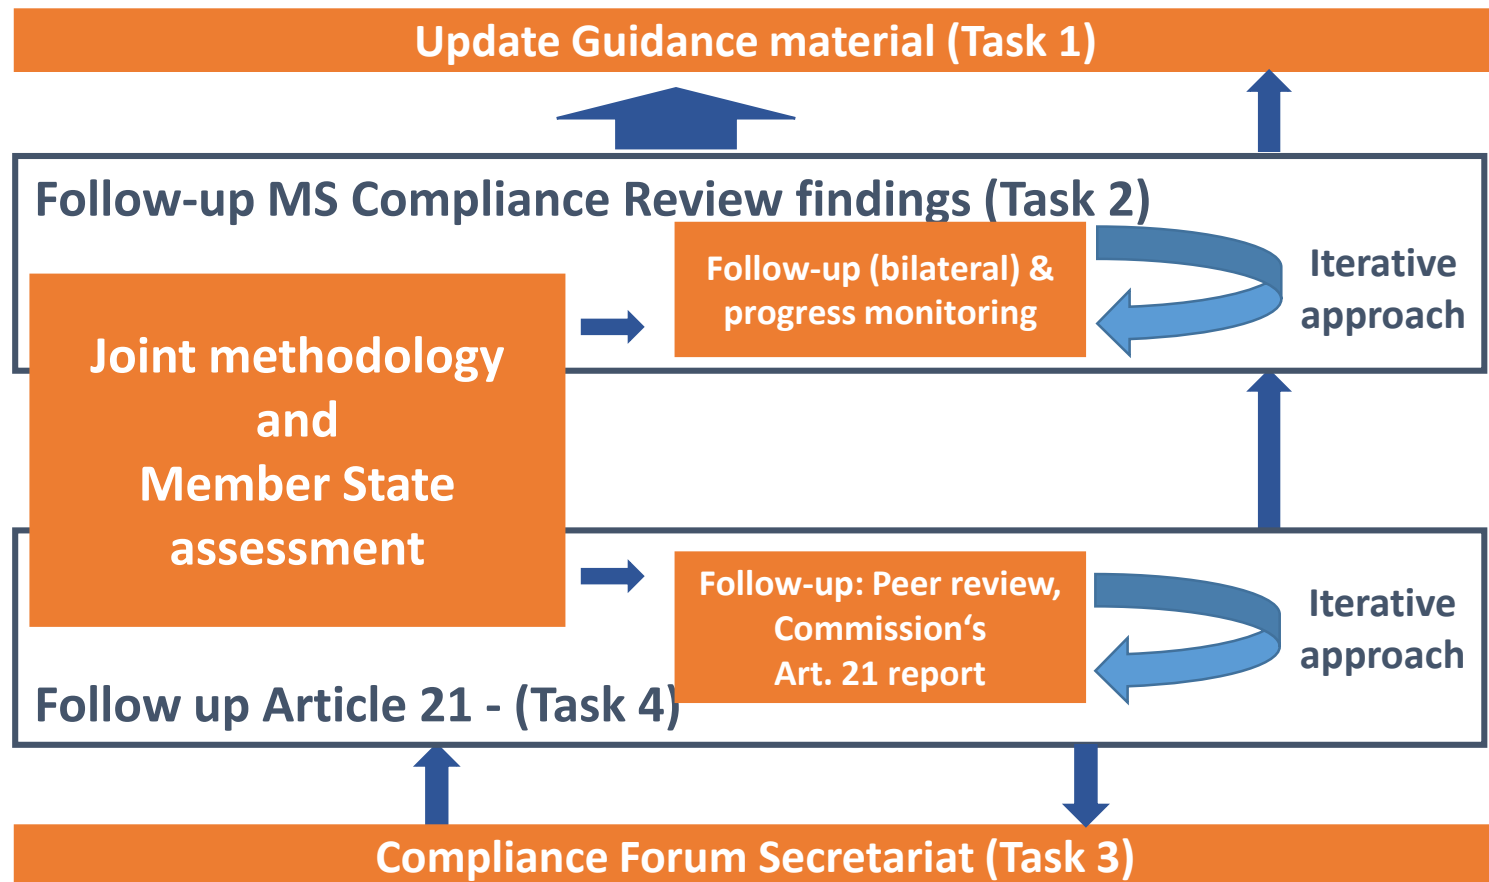 Update Guidance material (Task 1)
Follow-up MS Compliance Review findings (Task 2)
Follow-up (bilateral) &
progress monitoring
Iterative
approach
Joint methodology
and
Member State
assessment
Follow-up: Peer review,
Commission‘s
Art. 21 report
Iterative
approach
Follow up Article 21 - (Task 4)
Compliance Forum Secretariat (Task 3)